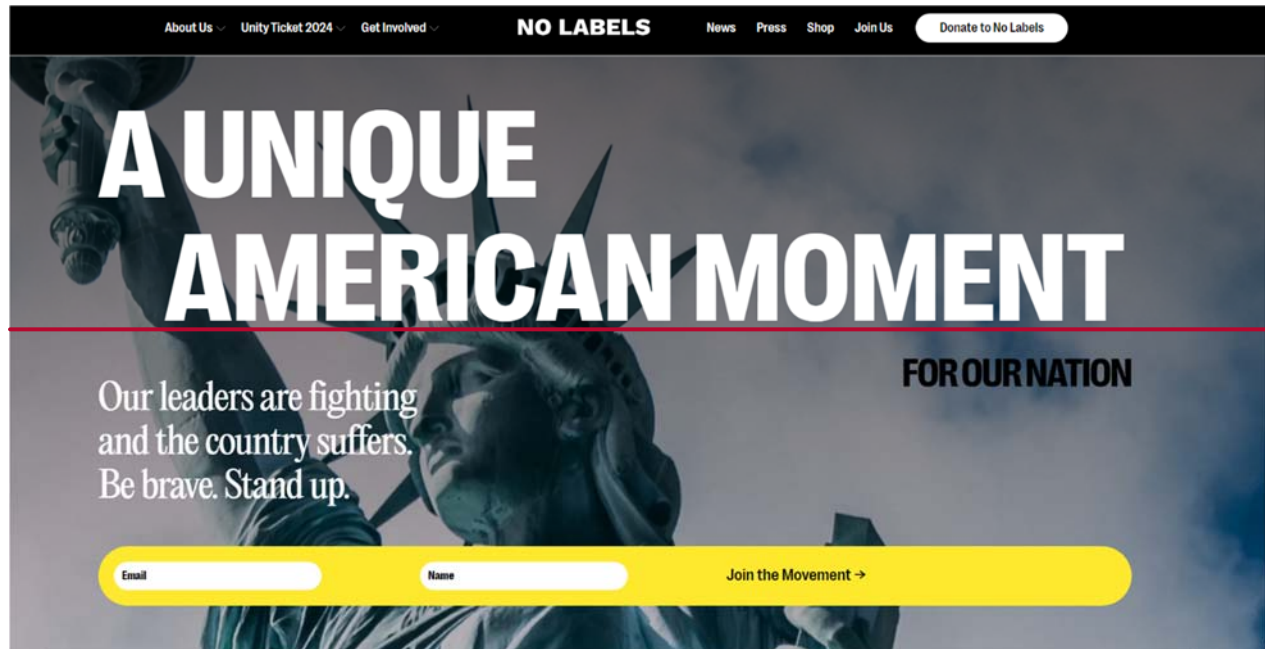 About Us Unity Ticket 2024 Get Involved NO LABELS News Press Shop Join Us Donate to No Labels
A UNIQUE
AMERICAN MOMENT
FOR OUR NATION
Our leaders are fighting
and the country suffers.
Be brave. Stand up.
Email Name Join the Movement →